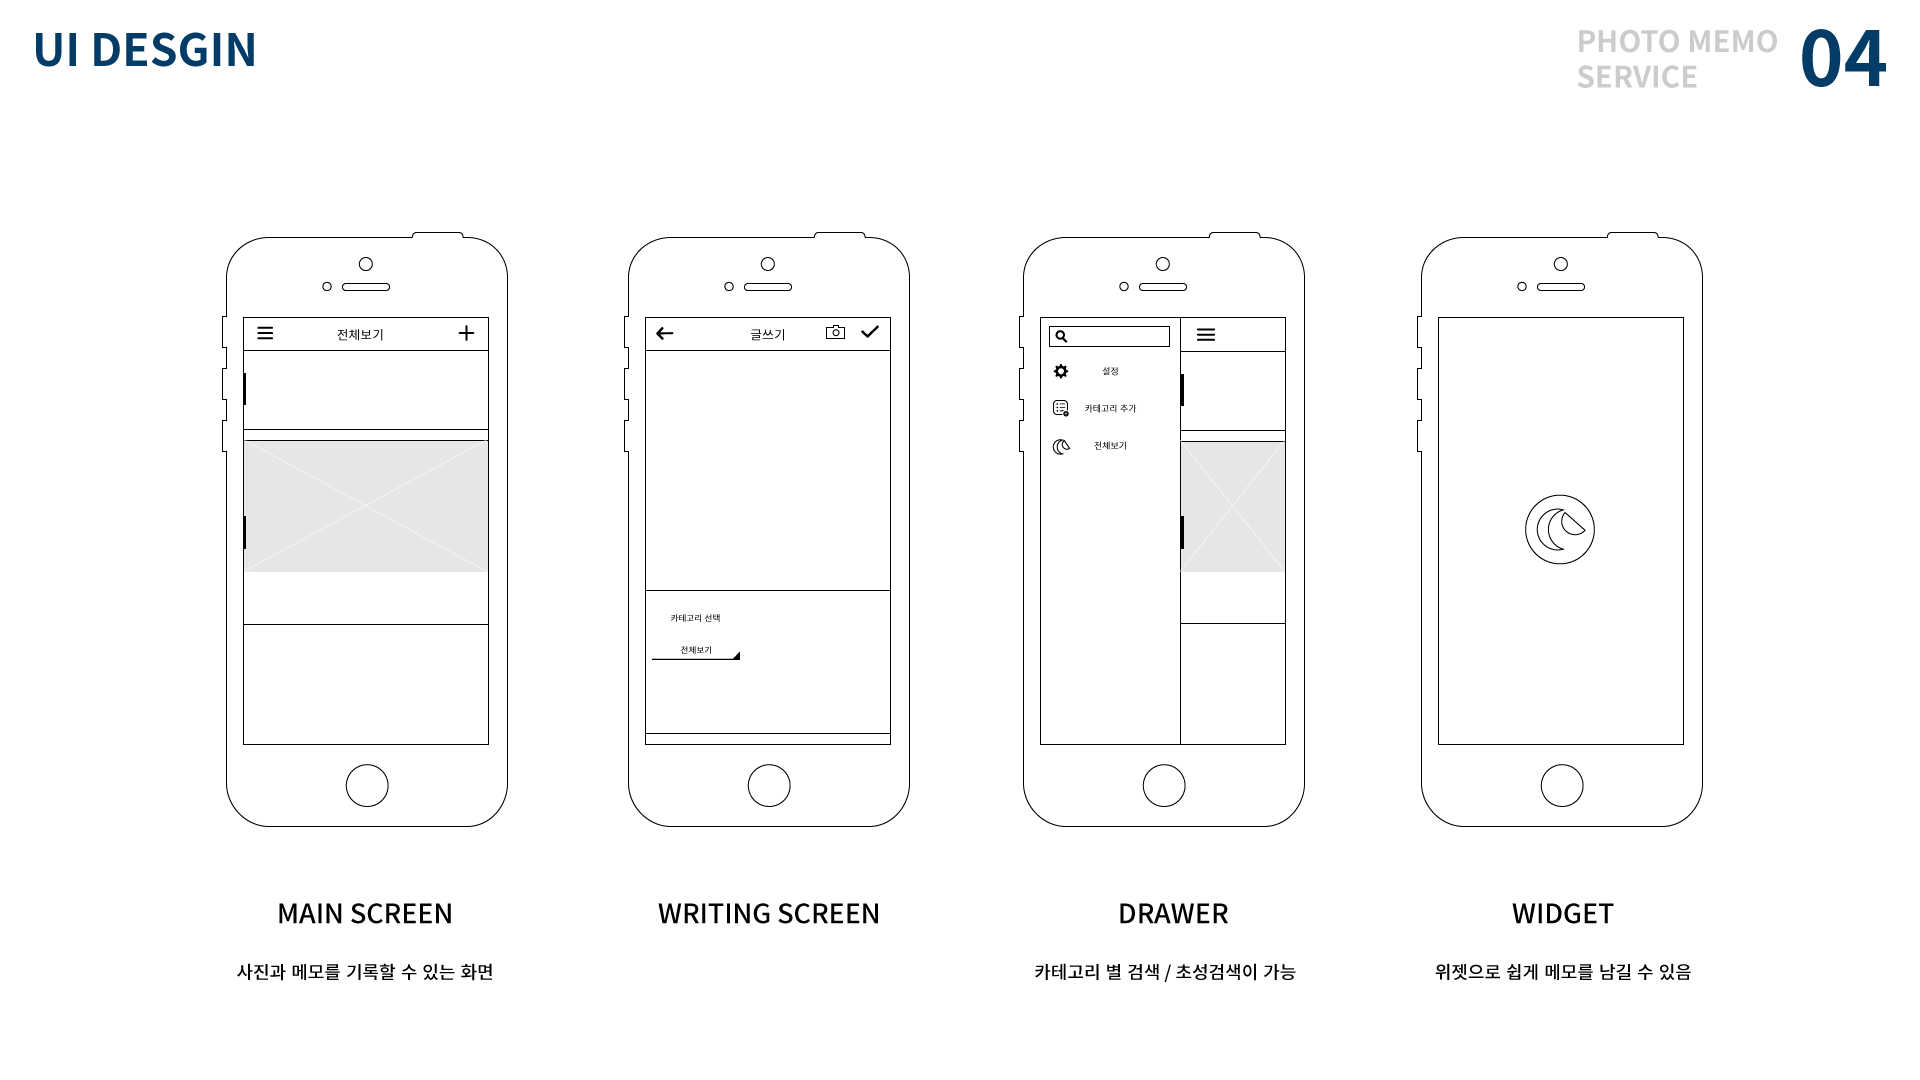 UI DESGIN
PHOTO MEMO
SERVICE
04
전체보기
글쓰기
카테고리 선택
전체보기
설정
카테고리 추가
전체보기
MAIN SCREEN
사진과 메모를 기록할 수 있는 화면
WRITING SCREEN
DRAWER
카테고리 별 검색 / 초성검색이 가능
WIDGET
위젯으로 쉽게 메모를 남길 수 있음